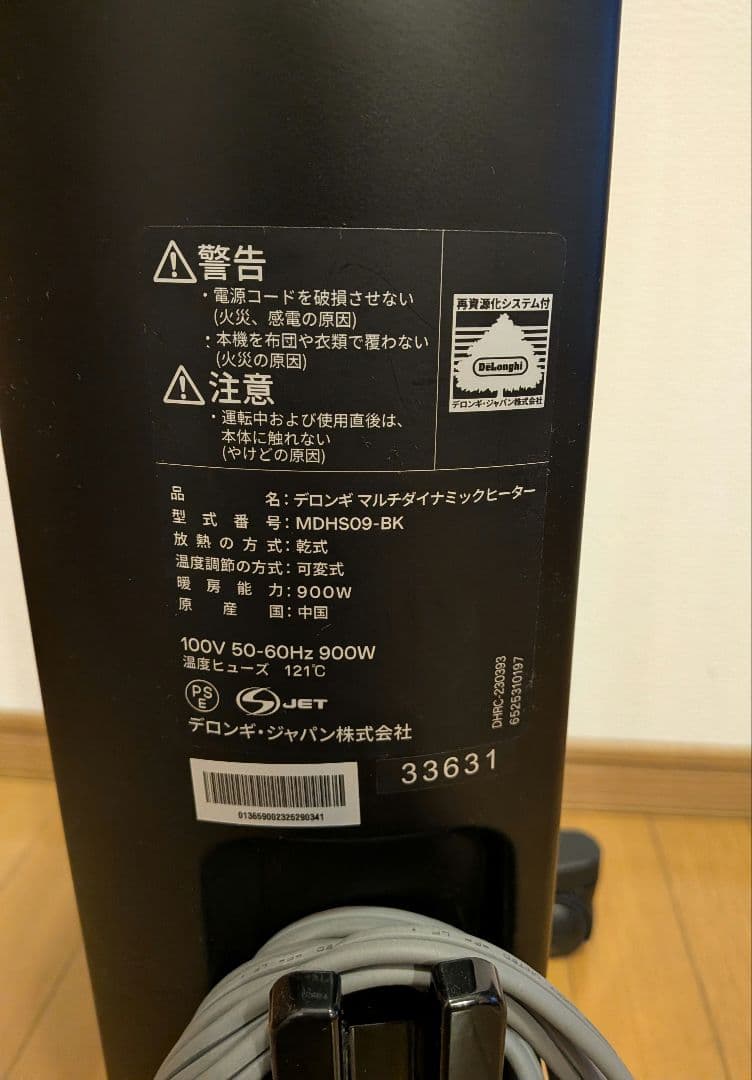 警告
・電源コードを破損させない
(火災、感電の原因)
・本機を布団や衣類で覆わない
(火災の原因)
注意
・運転中および使用直後は、
本体に触れない
(やけどの原因)
再資源化システム付
DeLonghi
デロンギ・ジャパン株式会社
品名:デロンギ マルチダイナミックヒーター
型式番号:MDHS09-BK
放熱の方式:乾式
温度調節の方式:可変式
暖房能力:900W
原産国:中国
100V 50-60Hz 900W
温度ヒューズ 121℃
PS
E
JET
デロンギ・ジャパン株式会社
DHRC-230393
6525310197
33631
013659002325290341